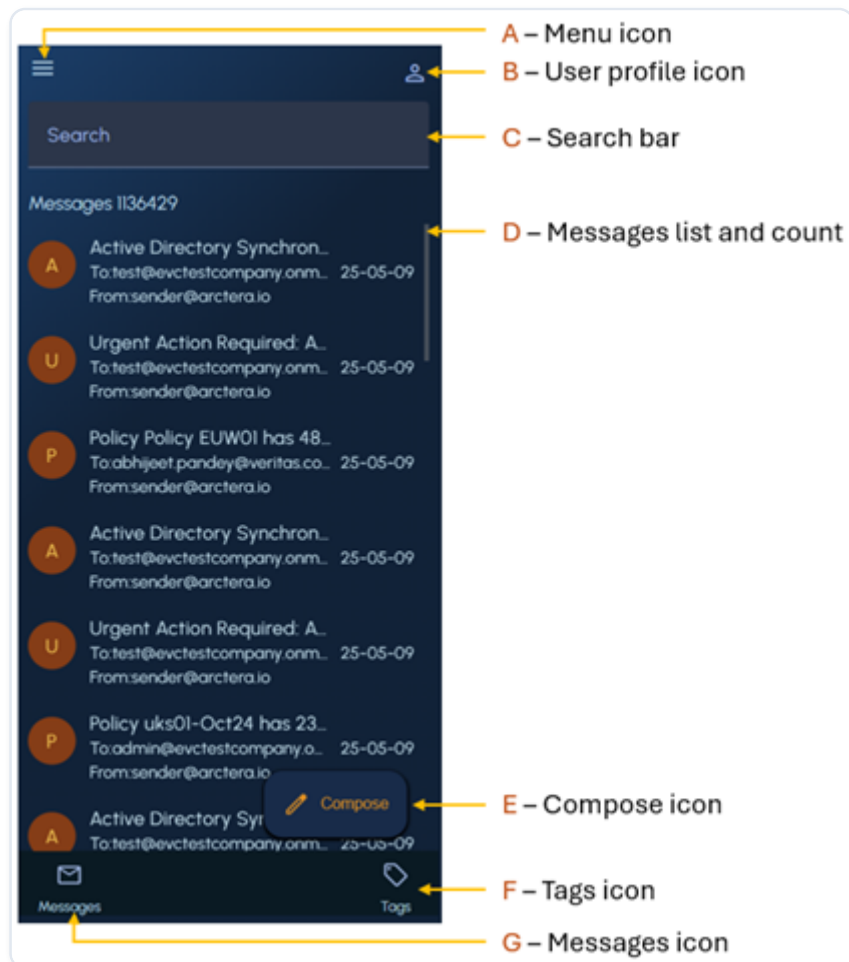 A – Menu icon
B – User profile icon
Search
C – Search bar
Messages 1136429
D – Messages list and count
A
Active Directory Synchron...
To:test@evctestcompany.onm... 25-05-09
From:sender@arctera.io
U
Urgent Action Required: A...
To:test@evctestcompany.onm... 25-05-09
From:sender@arctera.io
P
Policy Policy EUW01 has 48...
To:abhijeet.pandey@veritas.co... 25-05-09
From:sender@arctera.io
A
Active Directory Synchron...
To:test@evctestcompany.onm... 25-05-09
From:sender@arctera.io
U
Urgent Action Required: A...
To:test@evctestcompany.onm... 25-05-09
From:sender@arctera.io
P
Policy uks01-Oct24 has 23...
To:admin@evctestcompany.o... 25-05-09
From:sender@arctera.io
Compose
E – Compose icon
A
Active Directory Syr
To:test@evctestcompany.onm... 25-05-09
F – Tags icon
Messages
Tags
G – Messages icon